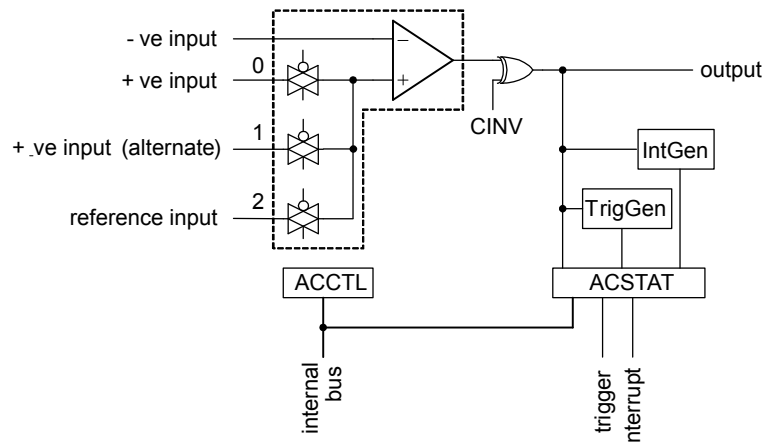 - ve input
−
+ ve input
0
+
output
CINV
+ ve input (alternate)
1
IntGen
reference input
2
TrigGen
ACCTL
ACSTAT
internal
bus
trigger
nterrupt